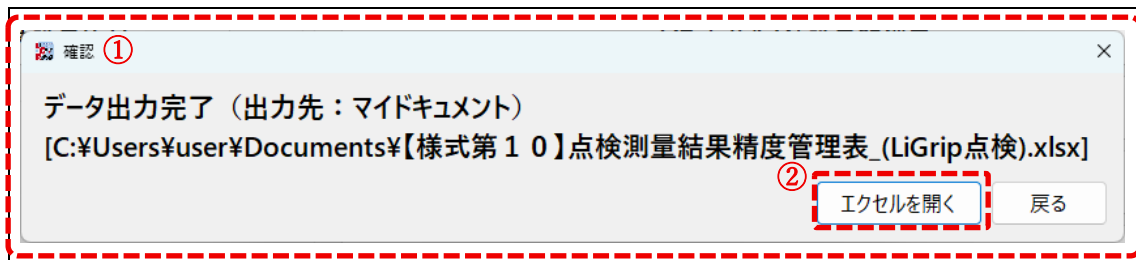 確認 ①
データ出力完了（出力先：マイドキュメント）
[C:¥Users¥user¥Documents¥【様式第１０】点検測量結果精度管理表_(LiGrip点検).xlsx]
②
エクセルを開く 戻る